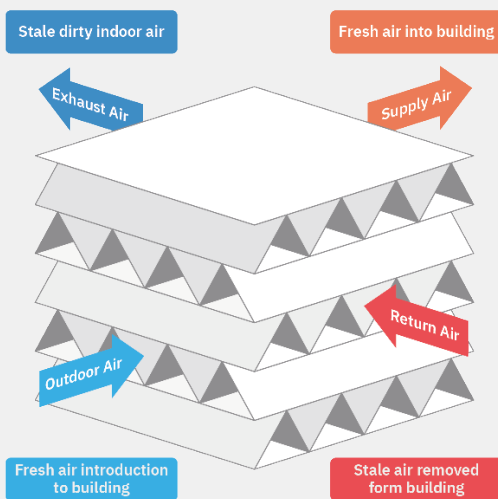 Stale dirty indoor air
Fresh air into building
Exhaust Air
Supply Air
Return Air
Outdoor Air
Fresh air introduction
to building
Stale air removed
form building